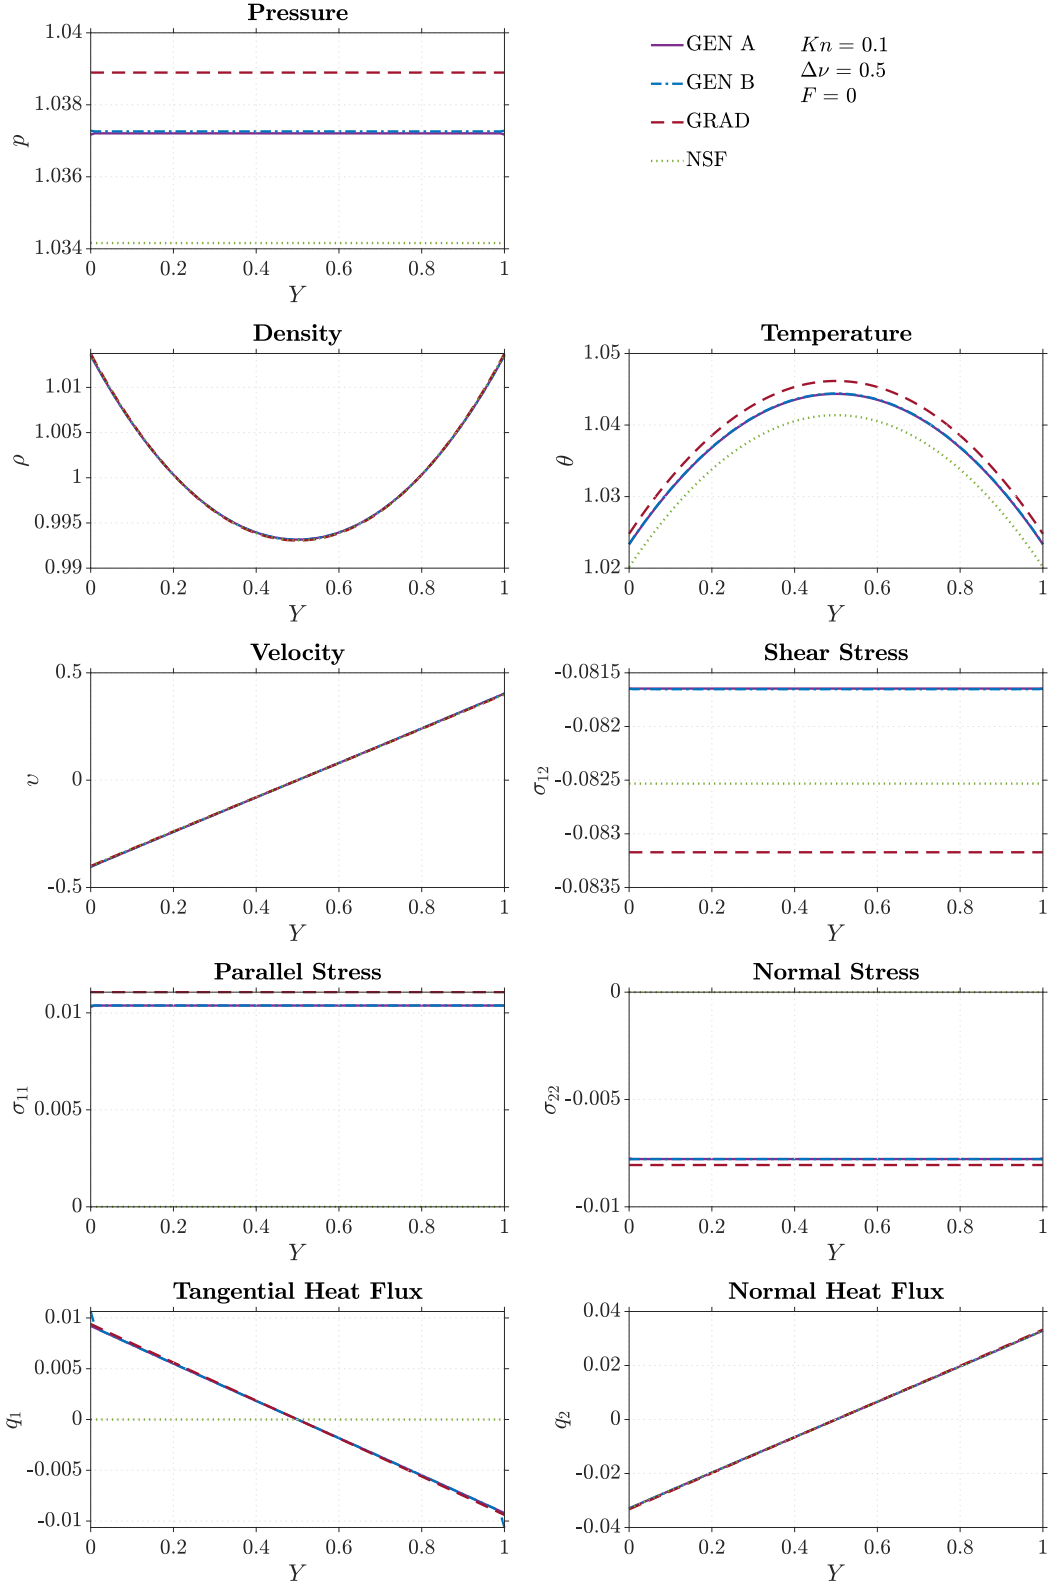 Pressure
1.04
1.038
1.036
1.034
p
0 0.2 0.4 0.6 0.8 1
Y
GEN A
GEN B
GRAD
NSF
Kn = 0.1
Δν = 0.5
F = 0
Density
1.01
1.005
1
0.995
0.99
ρ
0 0.2 0.4 0.6 0.8 1
Y
Temperature
1.05
1.04
1.03
1.02
θ
0 0.2 0.4 0.6 0.8 1
Y
Velocity
0.5
0
-0.5
v
0 0.2 0.4 0.6 0.8 1
Y
Shear Stress
-0.0815
-0.082
-0.0825
-0.083
-0.0835
σ₁₂
0 0.2 0.4 0.6 0.8 1
Y
Parallel Stress
0.01
0.005
0
σ₁₁
0 0.2 0.4 0.6 0.8 1
Y
Normal Stress
0
-0.005
-0.01
σ₂₂
0 0.2 0.4 0.6 0.8 1
Y
Tangential Heat Flux
0.01
0.005
0
-0.005
-0.01
q₁
0 0.2 0.4 0.6 0.8 1
Y
Normal Heat Flux
0.04
0.02
0
-0.02
-0.04
q₂
0 0.2 0.4 0.6 0.8 1
Y